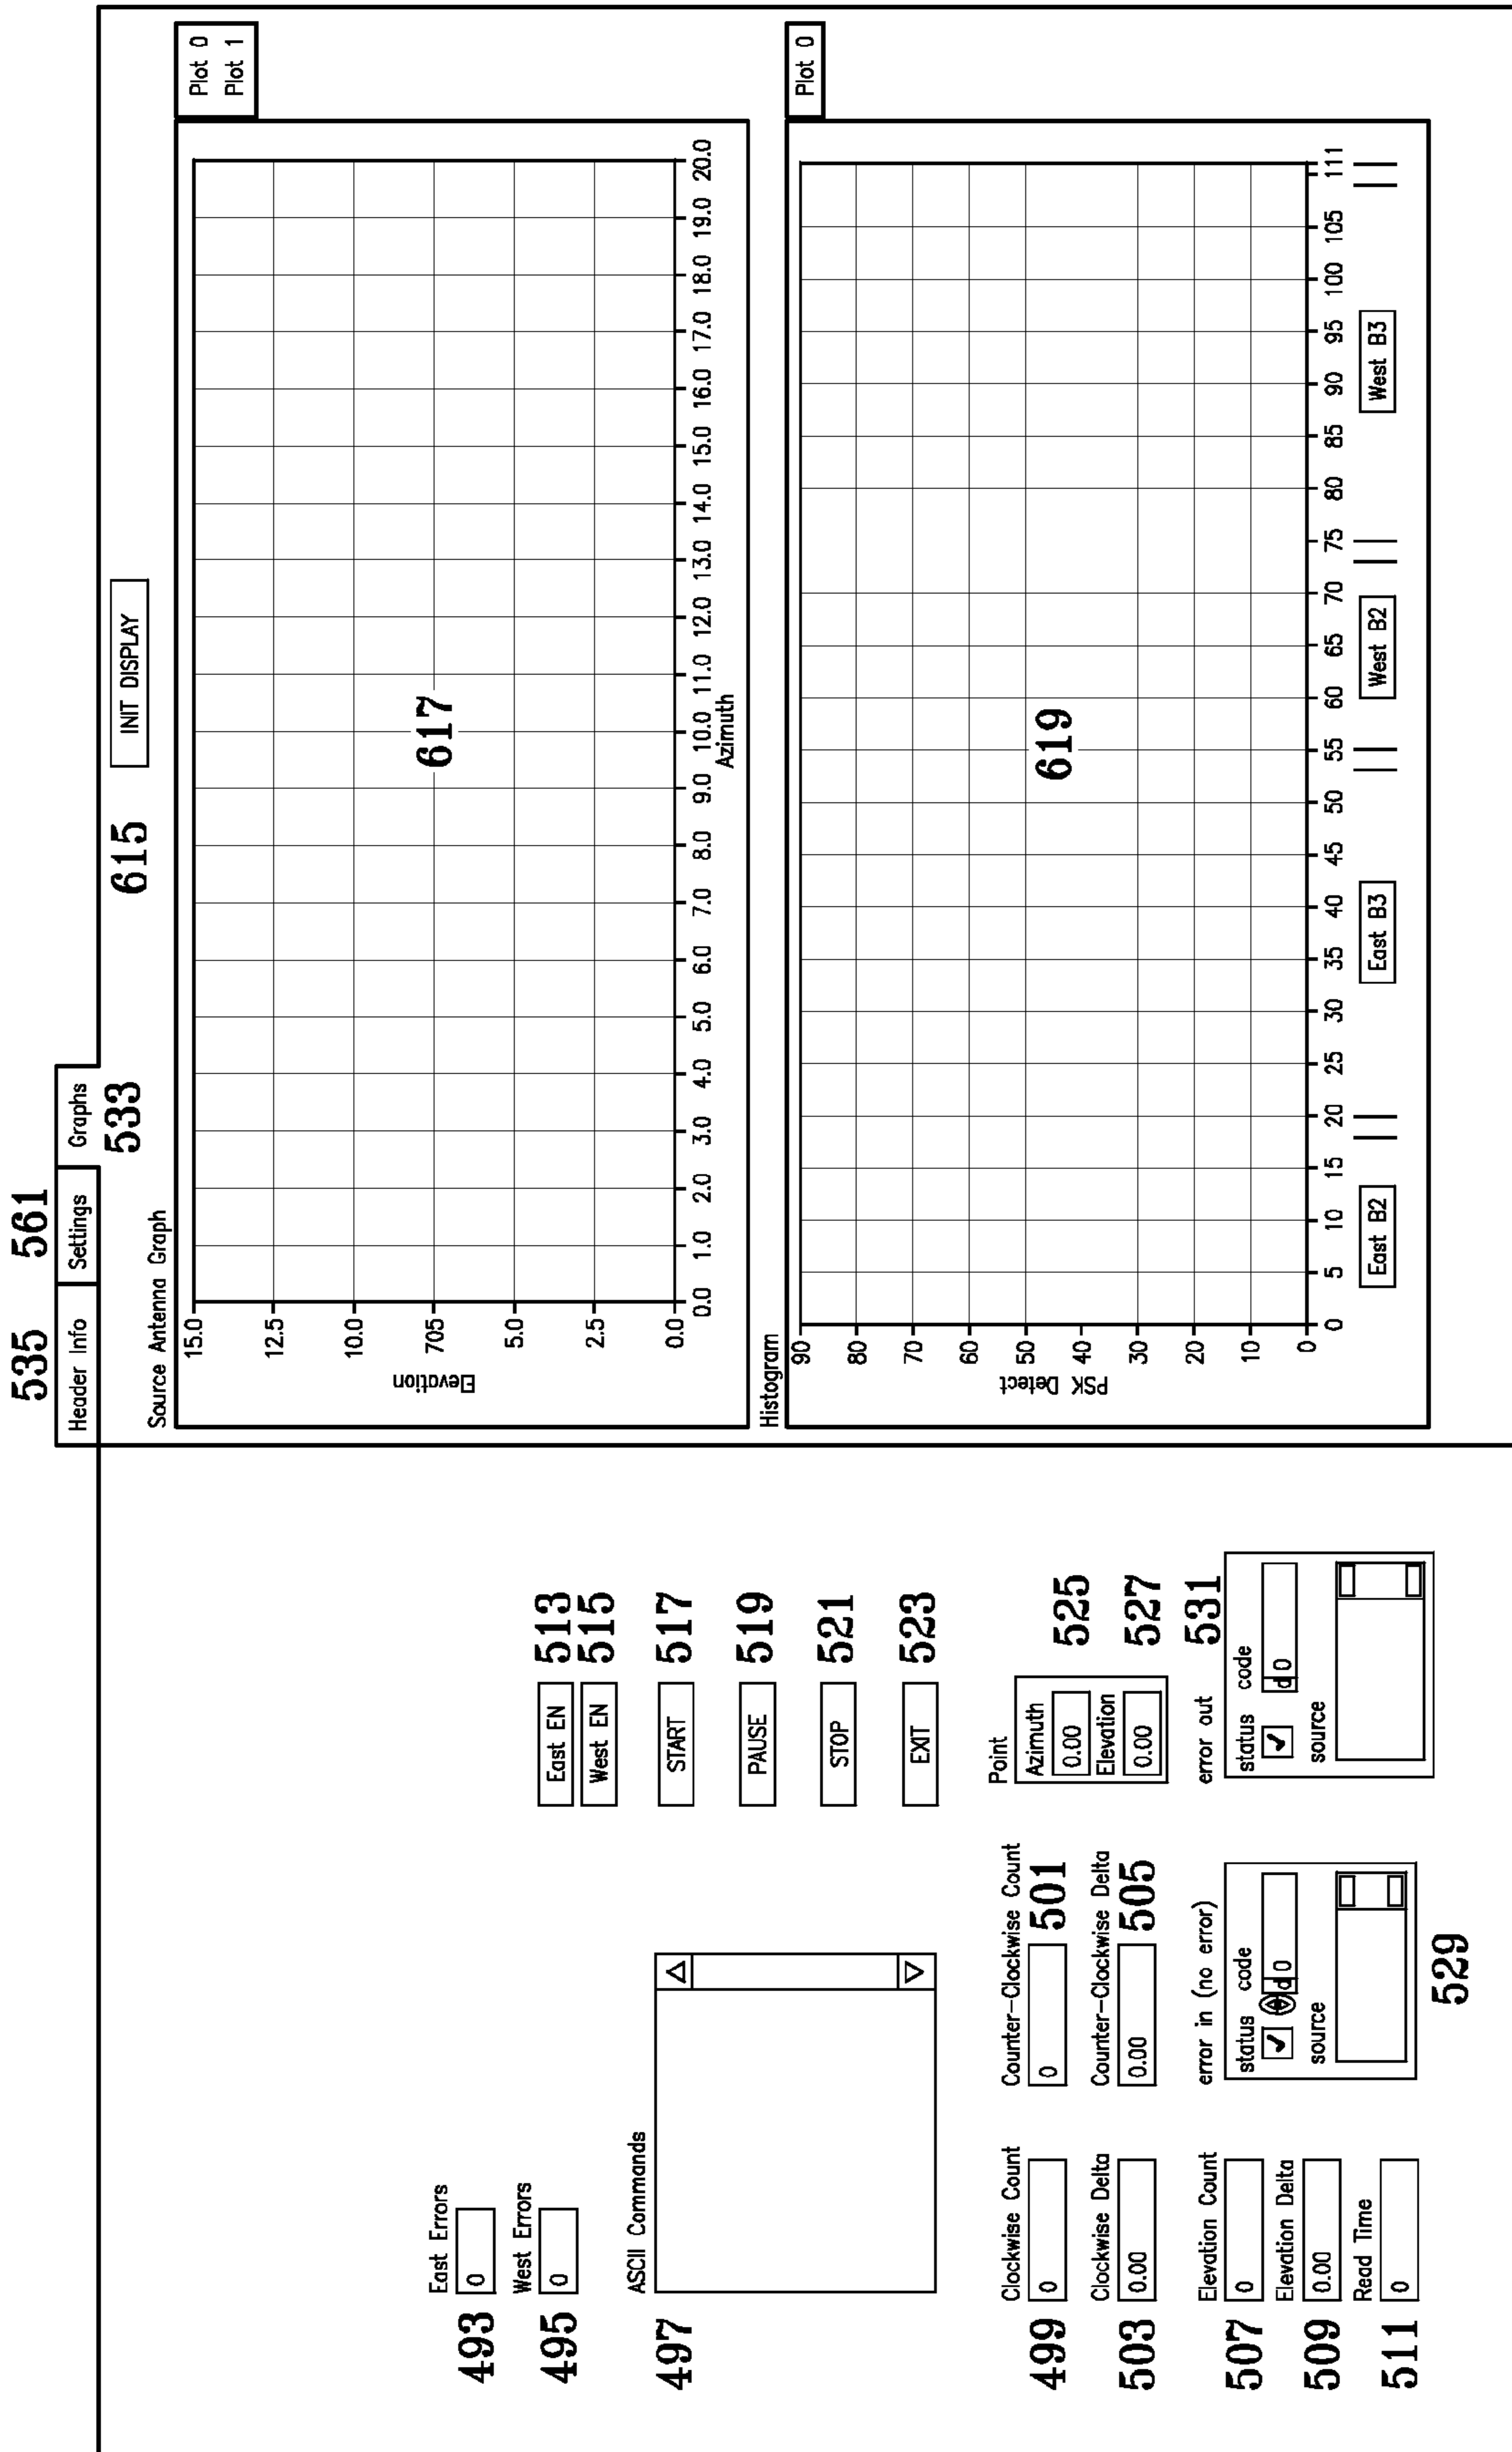 535 561
Header Info Settings Graphs
533
615 INIT DISPLAY
Source Antenna Graph
Plot 0
Plot 1
15.0
12.5
10.0
705
5.0
2.5
0.0
Elevation
617
0.0 1.0 2.0 3.0 4.0 5.0 6.0 7.0 8.0 9.0 10.0 11.0 12.0 13.0 14.0 15.0 16.0 17.0 18.0 19.0 20.0
Azimuth
Histogram
Plot 0
90
80
70
60
50
40
30
20
10
0
PSK Detect
619
0 5 10 15 20 25 30 35 40 45 50 55 60 65 70 75 80 85 90 95 100 105 111
East B2 East B3 West B2 West B3
East Errors
493 0
West Errors
495 0
East EN 513
West EN 515
ASCII Commands
497
START 517
PAUSE 519
STOP 521
EXIT 523
Clockwise Count Counter-Clockwise Count
499 0 0 501
Clockwise Delta Counter-Clockwise Delta
503 0.00 0.00 505
Point
Azimuth
0.00 525
Elevation
0.00 527
Elevation Count
507 0
Elevation Delta
509 0.00
Read Time
511 0
error in (no error)
status code
d 0
source
529
error out 531
status code
d 0
source